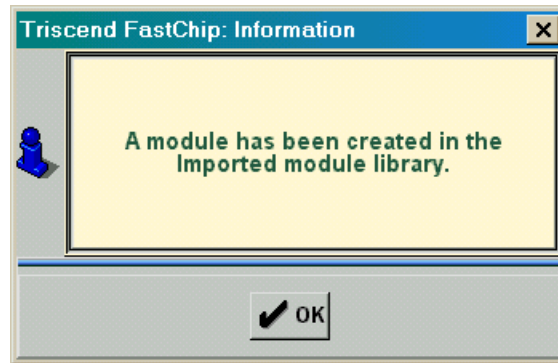 Triscend FastChip: Information
A module has been created in the
Imported module library.
OK